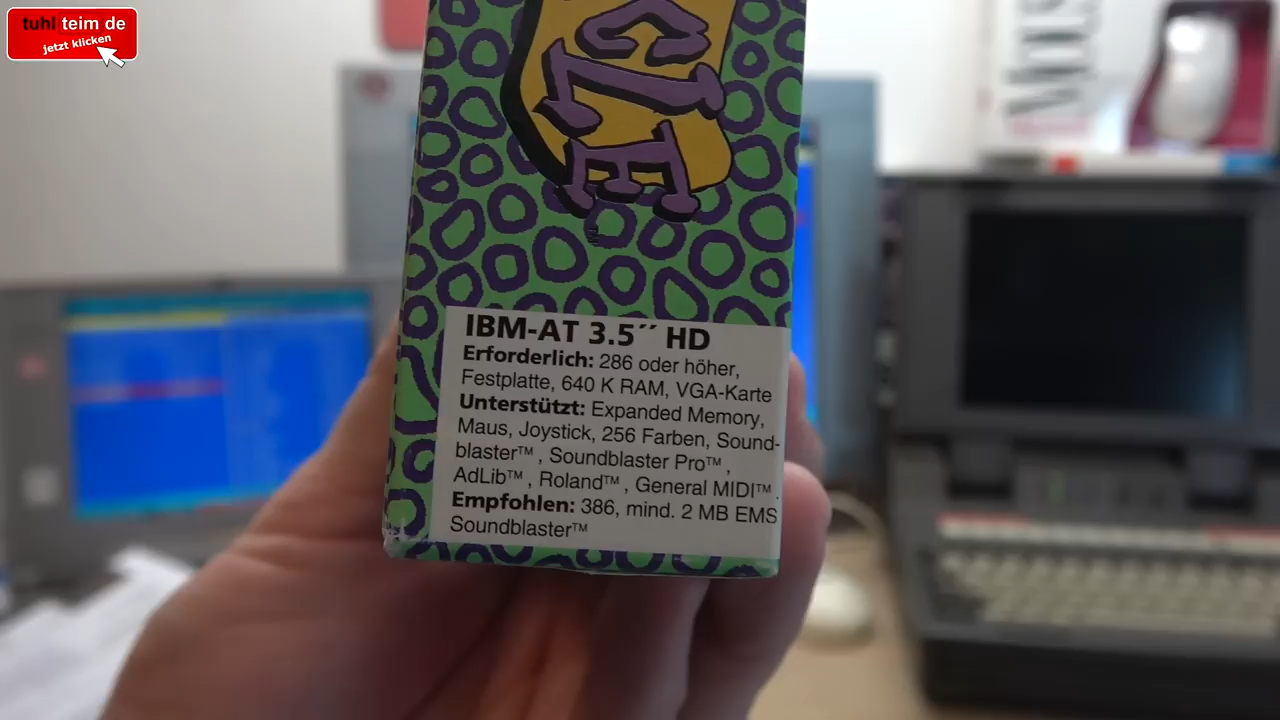 tuhl teim de
jetzt klicken
CLE
TM
IBM-AT 3.5´´ HD
Erforderlich: 286 oder höher,
Festplatte, 640 K RAM, VGA-Karte
Unterstützt: Expanded Memory,
Maus, Joystick, 256 Farben, Sound-
blaster™ , Soundblaster Pro™ ,
AdLib™ , Roland™ , General MIDI™ .
Empfohlen: 386, mind. 2 MB EMS
Soundblaster™